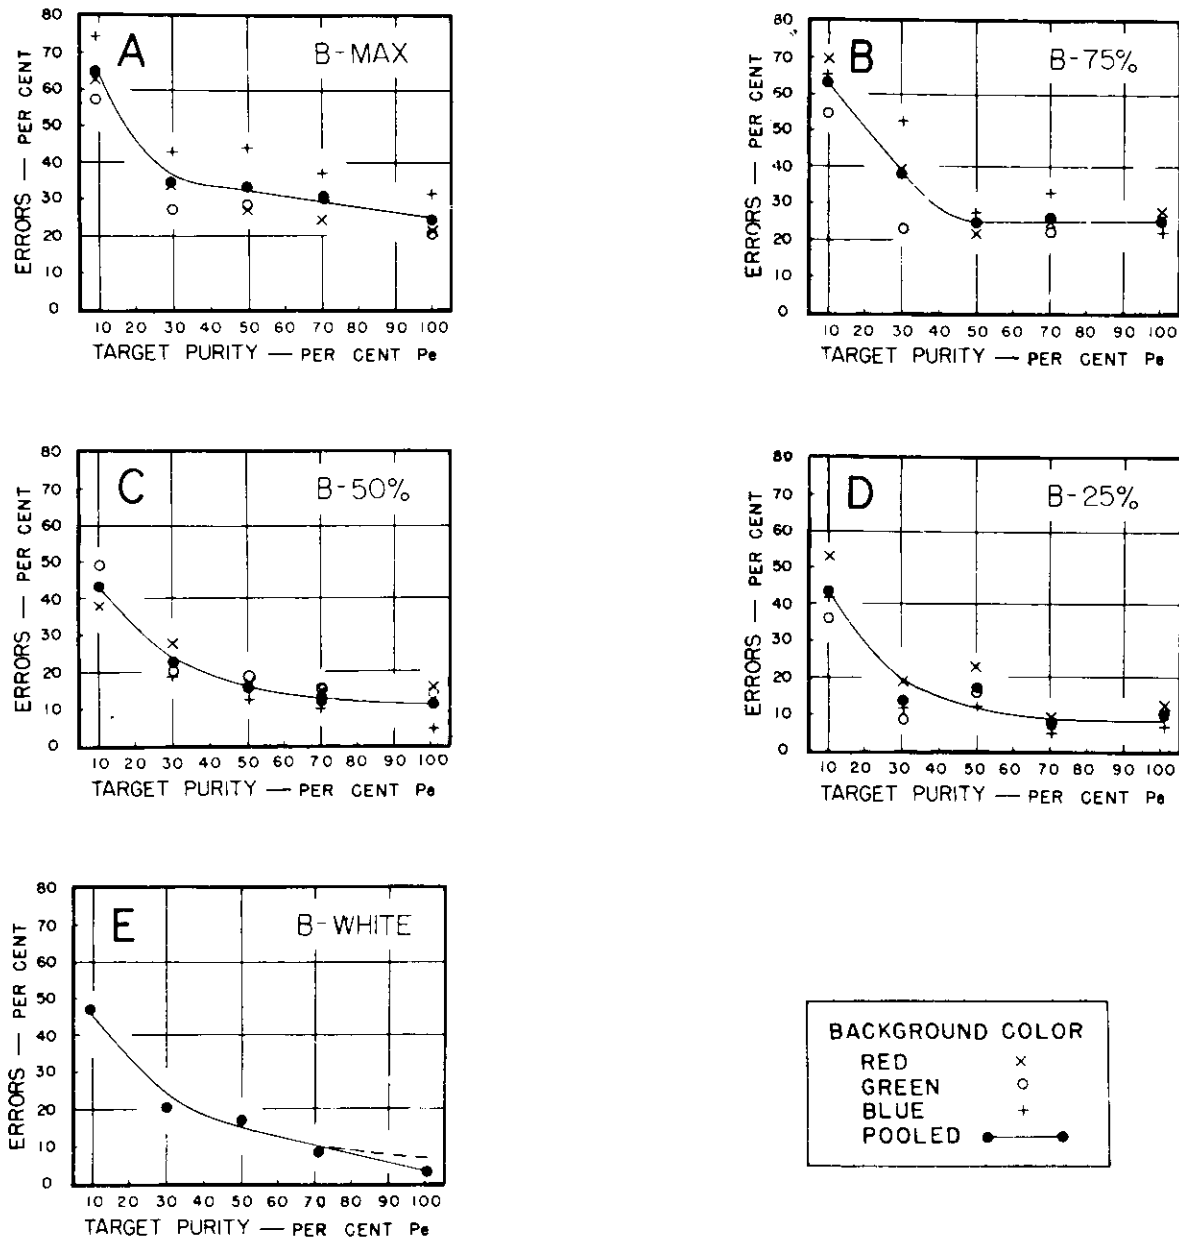 A
B-MAX
80
70
60
50
40
30
20
10
0
ERRORS — PER CENT
10 20 30 40 50 60 70 80 90 100
TARGET PURITY — PER CENT Pe
B
B-75%
80
70
60
50
40
30
20
10
0
ERRORS — PER CENT
10 20 30 40 50 60 70 80 90 100
TARGET PURITY — PER CENT Pe
C
B-50%
80
70
60
50
40
30
20
10
0
ERRORS — PER CENT
10 20 30 40 50 60 70 80 90 100
TARGET PURITY — PER CENT Pe
D
B-25%
80
70
60
50
40
30
20
10
0
ERRORS — PER CENT
10 20 30 40 50 60 70 80 90 100
TARGET PURITY — PER CENT Pe
E
B-WHITE
80
70
60
50
40
30
20
10
0
ERRORS — PER CENT
10 20 30 40 50 60 70 80 90 100
TARGET PURITY — PER CENT Pe
BACKGROUND COLOR
RED ×
GREEN o
BLUE +
POOLED ●—●